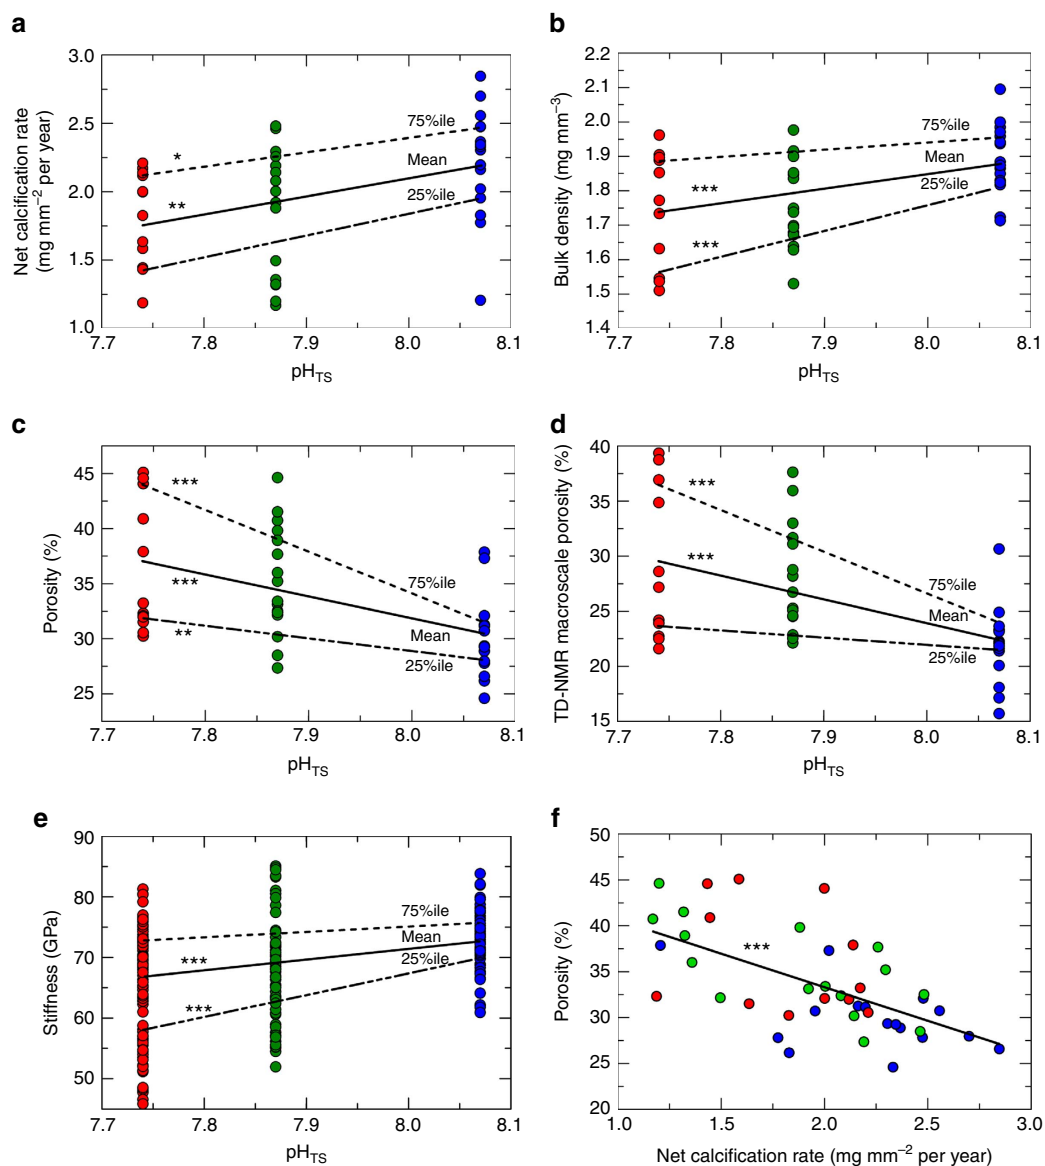 a
Net calcification rate
(mg mm⁻² per year)
3.0
2.5
2.0
1.5
1.0
75%ile
*
Mean
**
25%ile
7.7
7.8
7.9
8.0
8.1
pH_TS
b
Bulk density (mg mm⁻³)
2.2
2.1
2.0
1.9
1.8
1.7
1.6
1.5
1.4
75%ile
Mean
***
25%ile
***
7.7
7.8
7.9
8.0
8.1
pH_TS
c
Porosity (%)
45
40
35
30
25
***
***
75%ile
**
Mean
25%ile
7.7
7.8
7.9
8.0
8.1
pH_TS
d
TD-NMR macroscale porosity (%)
40
35
30
25
20
15
***
***
75%ile
Mean
25%ile
7.7
7.8
7.9
8.0
8.1
pH_TS
e
Stiffness (GPa)
90
80
70
60
50
75%ile
Mean
***
25%ile
***
7.7
7.8
7.9
8.0
8.1
pH_TS
f
Porosity (%)
50
45
40
35
30
25
20
***
1.0
1.5
2.0
2.5
3.0
Net calcification rate (mg mm⁻² per year)